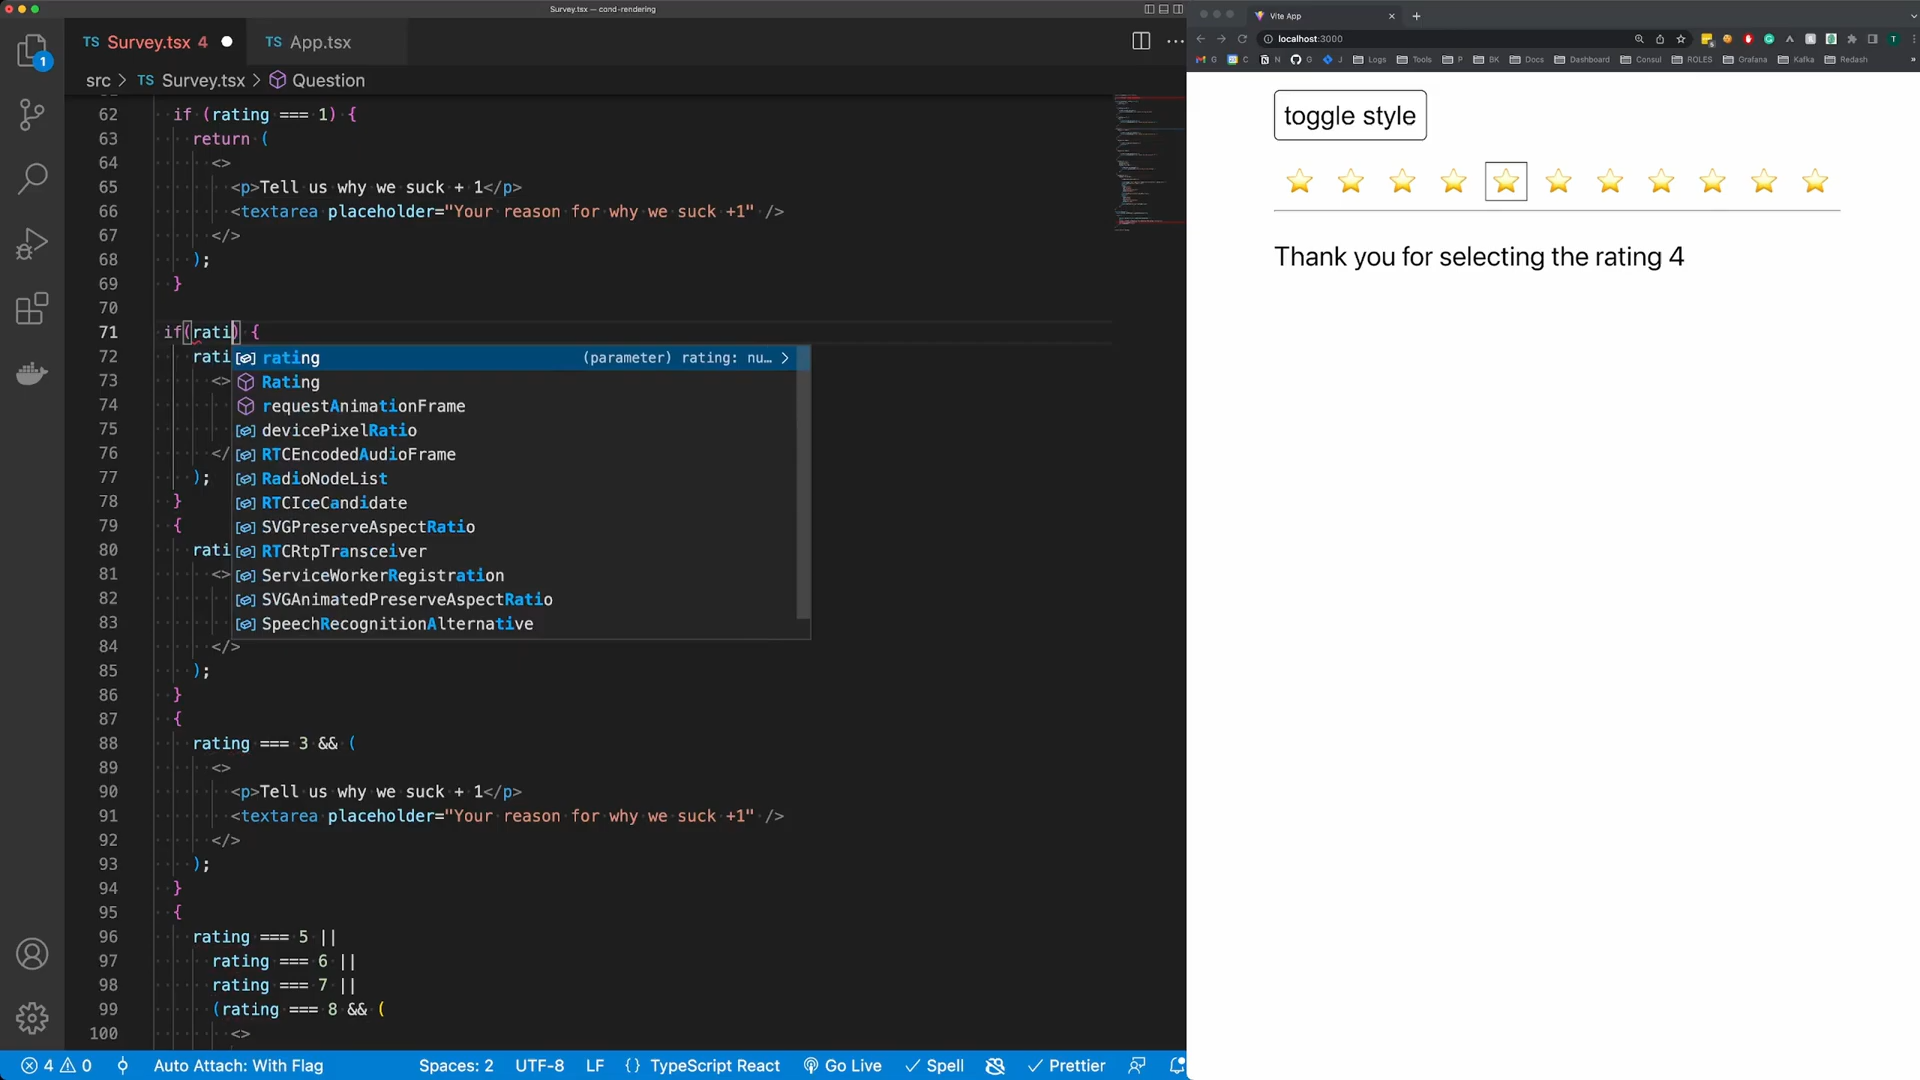 Survey.tsx — cond-rendering
TS Survey.tsx 4
TS App.tsx
src > TS Survey.tsx > Question
62 if (rating === 1) {
63 return (
64 <>
65 <p>Tell us why we suck + 1</p>
66 <textarea placeholder="Your reason for why we suck +1" />
67 </>
68 );
69 }
70
71 if(rati) {
72 rati
73 <>
74
75
76 </
77 );
78 }
79 {
80 rati
81 <>
82
83
84 </>
85 );
86 }
87 {
88 rating === 3 && (
89 <>
90 <p>Tell us why we suck + 1</p>
91 <textarea placeholder="Your reason for why we suck +1" />
92 </>
93 );
94 }
95 {
96 rating === 5 ||
97 rating === 6 ||
98 rating === 7 ||
99 (rating === 8 && (
100 <>
rating (parameter) rating: nu… >
Rating
requestAnimationFrame
devicePixelRatio
RTCEncodedAudioFrame
RadioNodeList
RTCIceCandidate
SVGPreserveAspectRatio
RTCRtpTransceiver
ServiceWorkerRegistration
SVGAnimatedPreserveAspectRatio
SpeechRecognitionAlternative
1
4 0 Auto Attach: With Flag Spaces: 2 UTF-8 LF {} TypeScript React Go Live Spell Prettier
Vite App
localhost:3000
G C N G J Logs Tools P BK Docs Dashboard Consul ROLES Grafana Kafka Redash »
toggle style
Thank you for selecting the rating 4